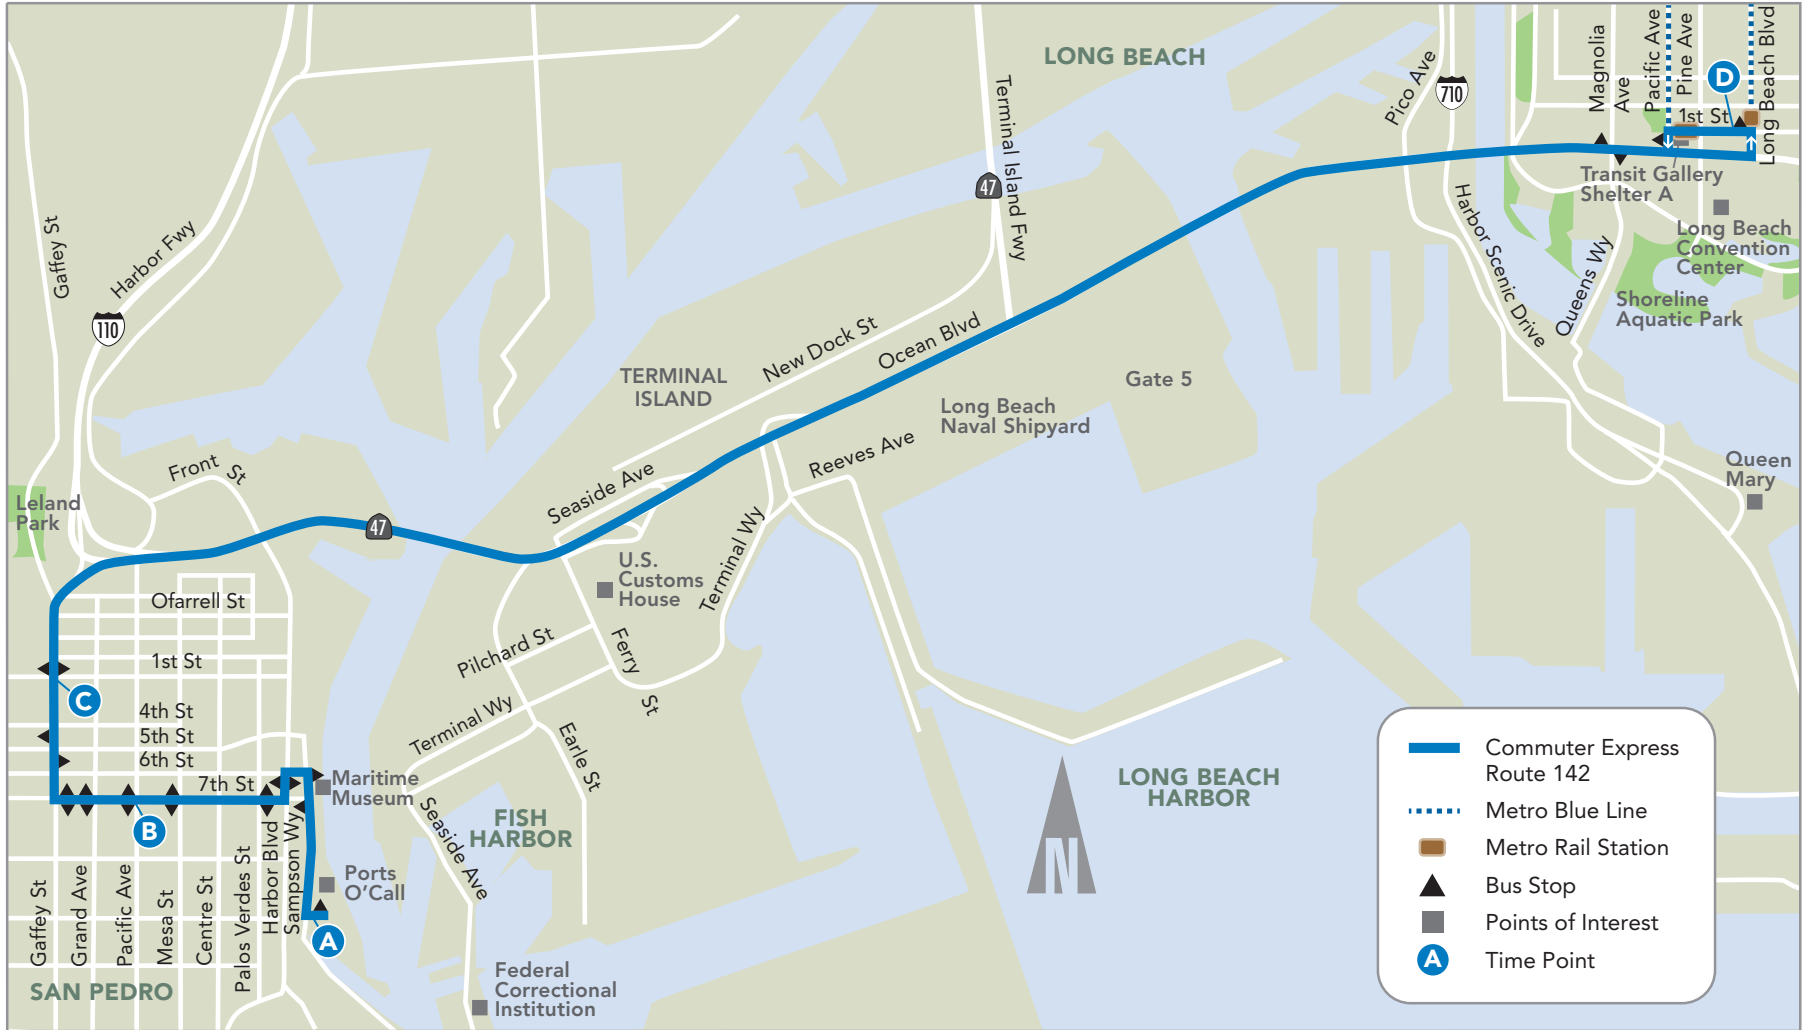 LONG BEACH
Pico Ave
710
Magnolia
Ave
Pacific Ave
Pine Ave
D
Long Beach Blvd
1st St
Transit Gallery
Shelter A
Long Beach
Convention
Center
Shoreline
Aquatic Park
Queens Wy
Harbor Scenic Drive
Queen
Mary
Terminal Island Fwy
47
Gaffey St
Harbor Fwy
110
New Dock St
Ocean Blvd
TERMINAL
ISLAND
Gate 5
Long Beach
Naval Shipyard
Reeves Ave
Seaside Ave
Front St
Leland
Park
47
U.S.
Customs
House
Terminal Wy
Ofarrell St
Pilchard St
Ferry St
1st St
C
4th St
5th St
6th St
7th St
Terminal Wy
Earle St
Maritime
Museum
B
Seaside Ave
FISH
HARBOR
LONG BEACH
HARBOR
N
Ports
O'Call
A
Gaffey St
Grand Ave
Pacific Ave
Mesa St
Centre St
Palos Verdes St
Harbor Blvd
Sampson Wy
SAN PEDRO
Federal
Correctional
Institution
Commuter Express
Route 142
Metro Blue Line
Metro Rail Station
Bus Stop
Points of Interest
A
Time Point